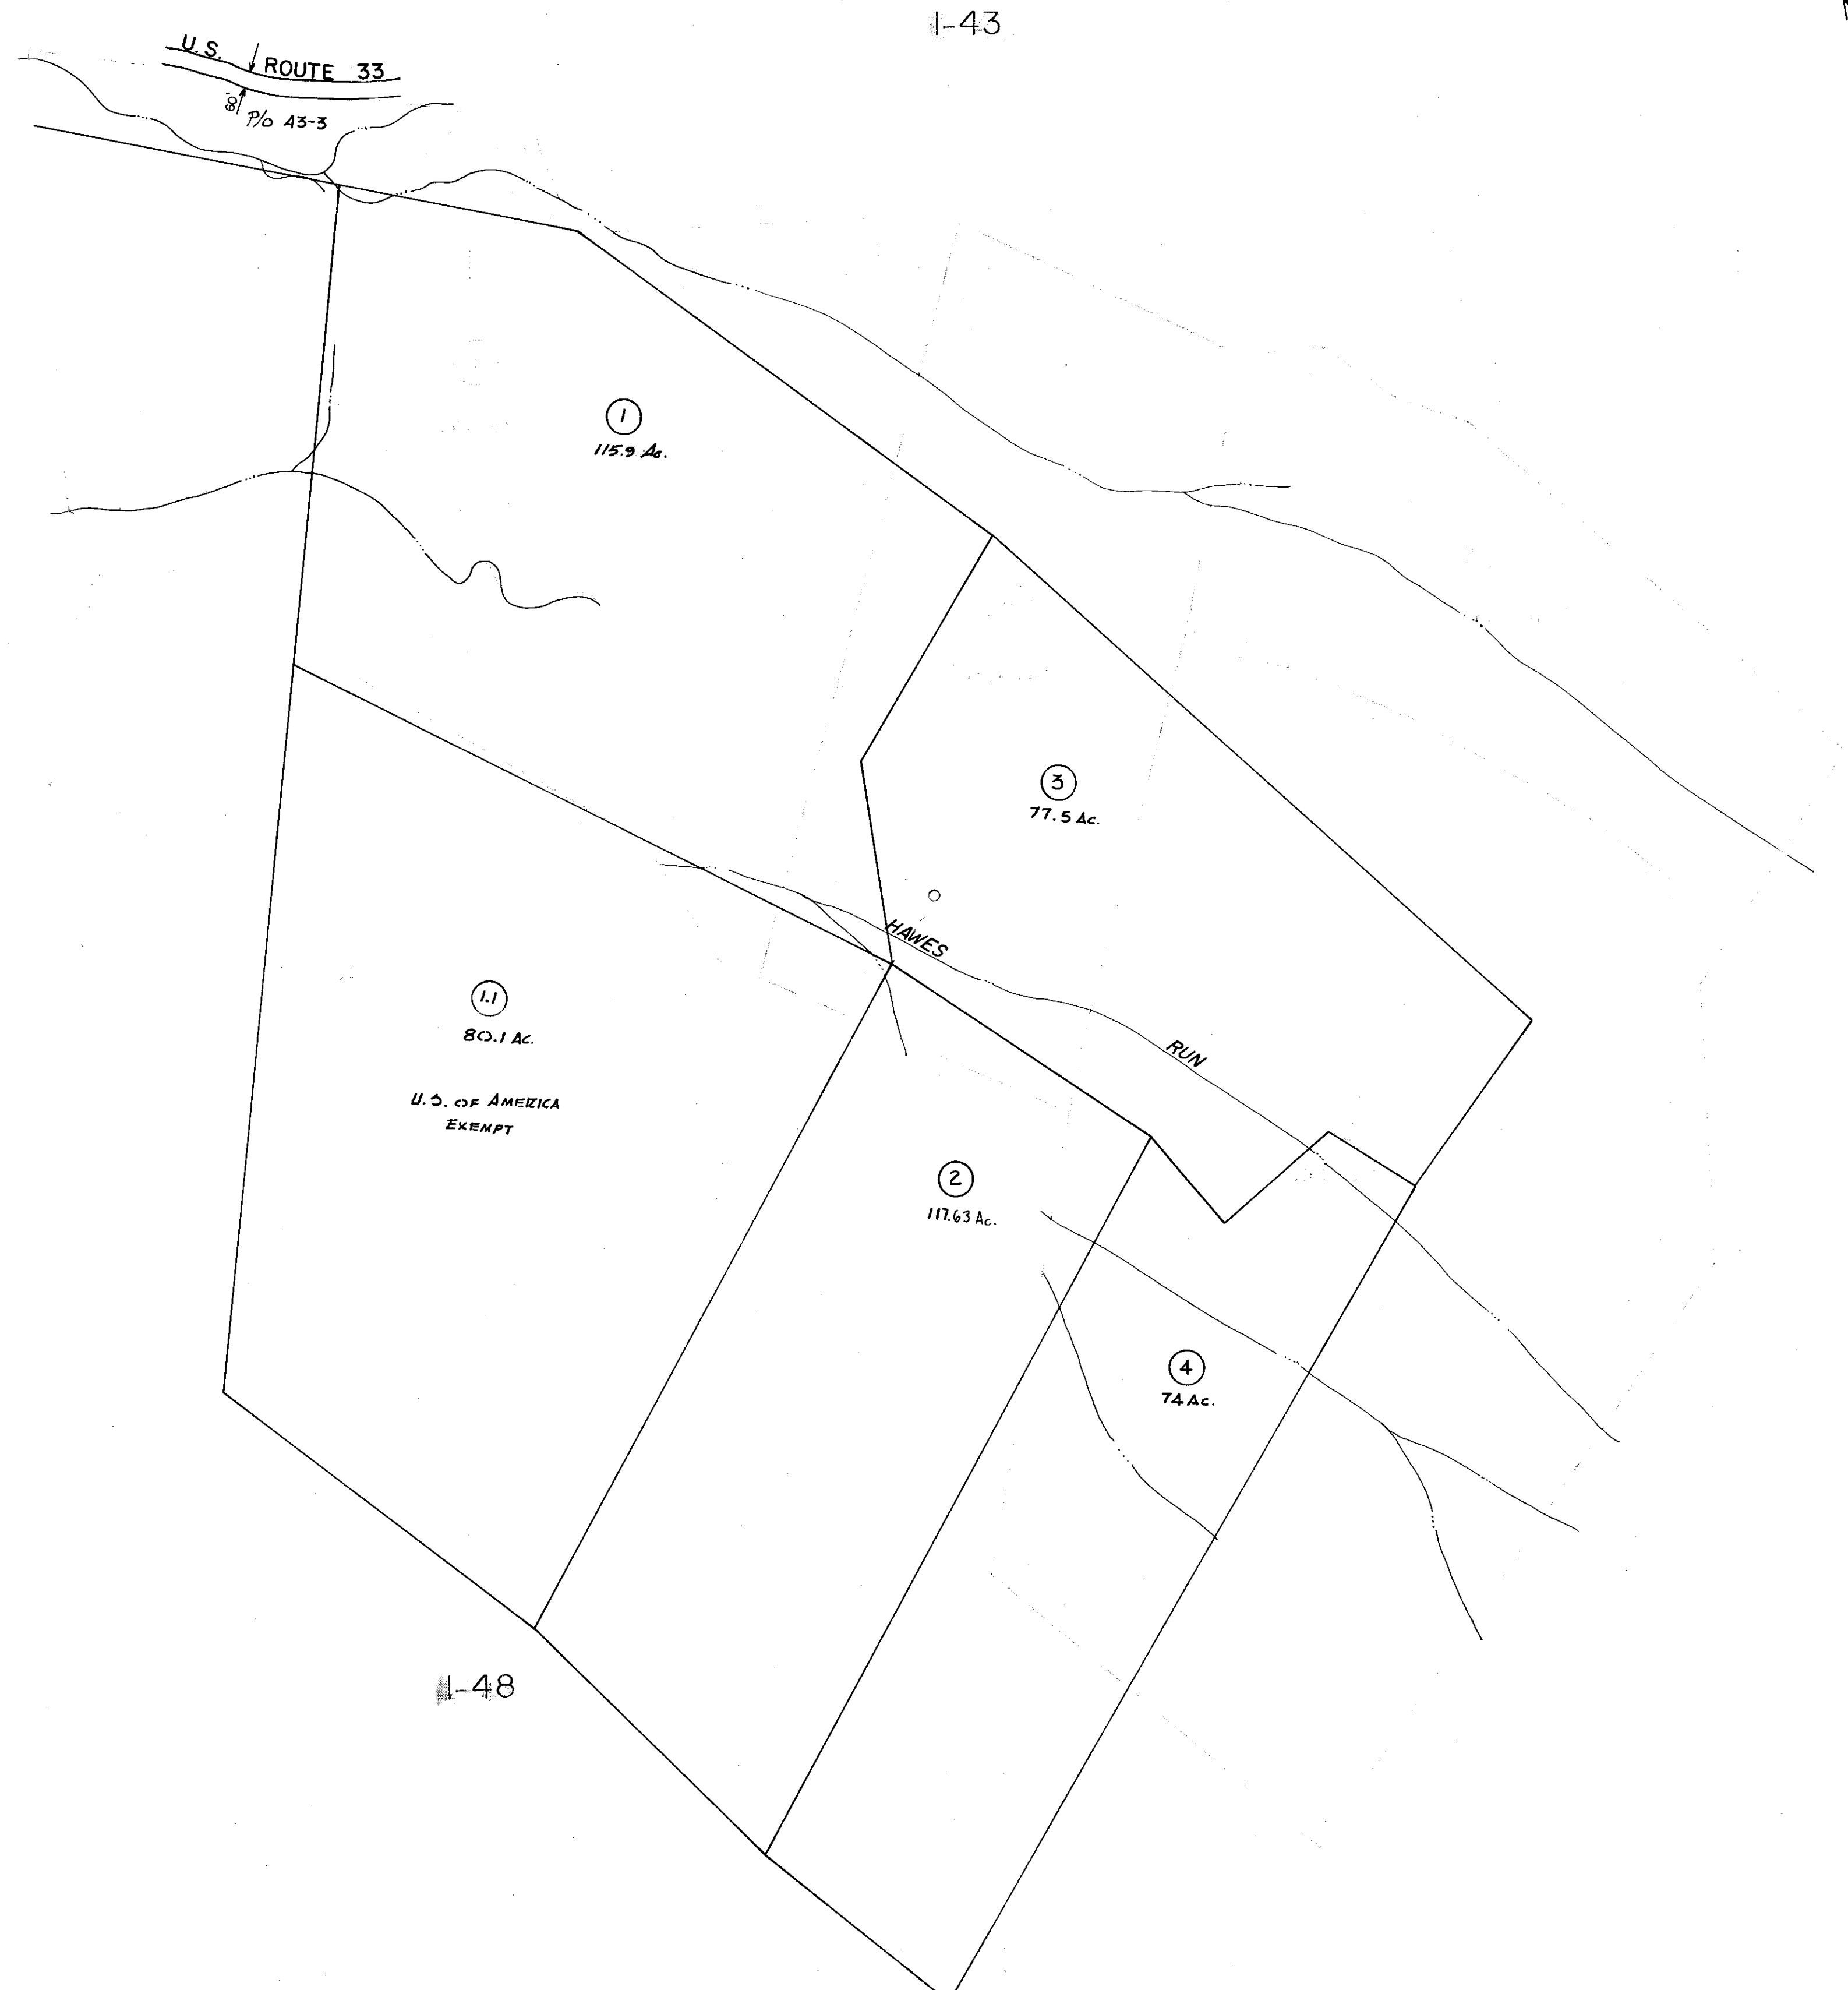 1-43
U.S. ROUTE 33
60'
P/O 43-3
1
115.9 Ac.
3
77.5 Ac.
HAWES RUN
1.1
80.1 Ac.
U.S. OF AMERICA
EXEMPT
2
117.63 Ac.
4
74 Ac.
1-48